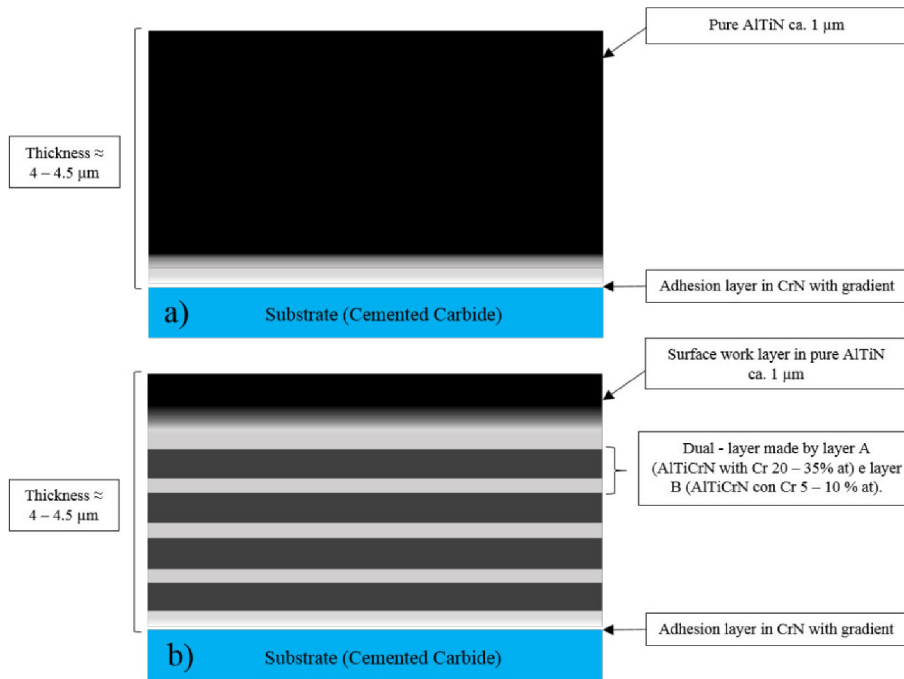 Pure AlTiN ca. 1 µm
Thickness ≈
4 – 4.5 µm
Adhesion layer in CrN with gradient
a)
Substrate (Cemented Carbide)
Surface work layer in pure AlTiN
ca. 1 µm
Dual - layer made by layer A
(AlTiCrN with Cr 20 – 35% at) e layer
B (AlTiCrN con Cr 5 – 10 % at).
Thickness ≈
4 – 4.5 µm
Adhesion layer in CrN with gradient
b)
Substrate (Cemented Carbide)